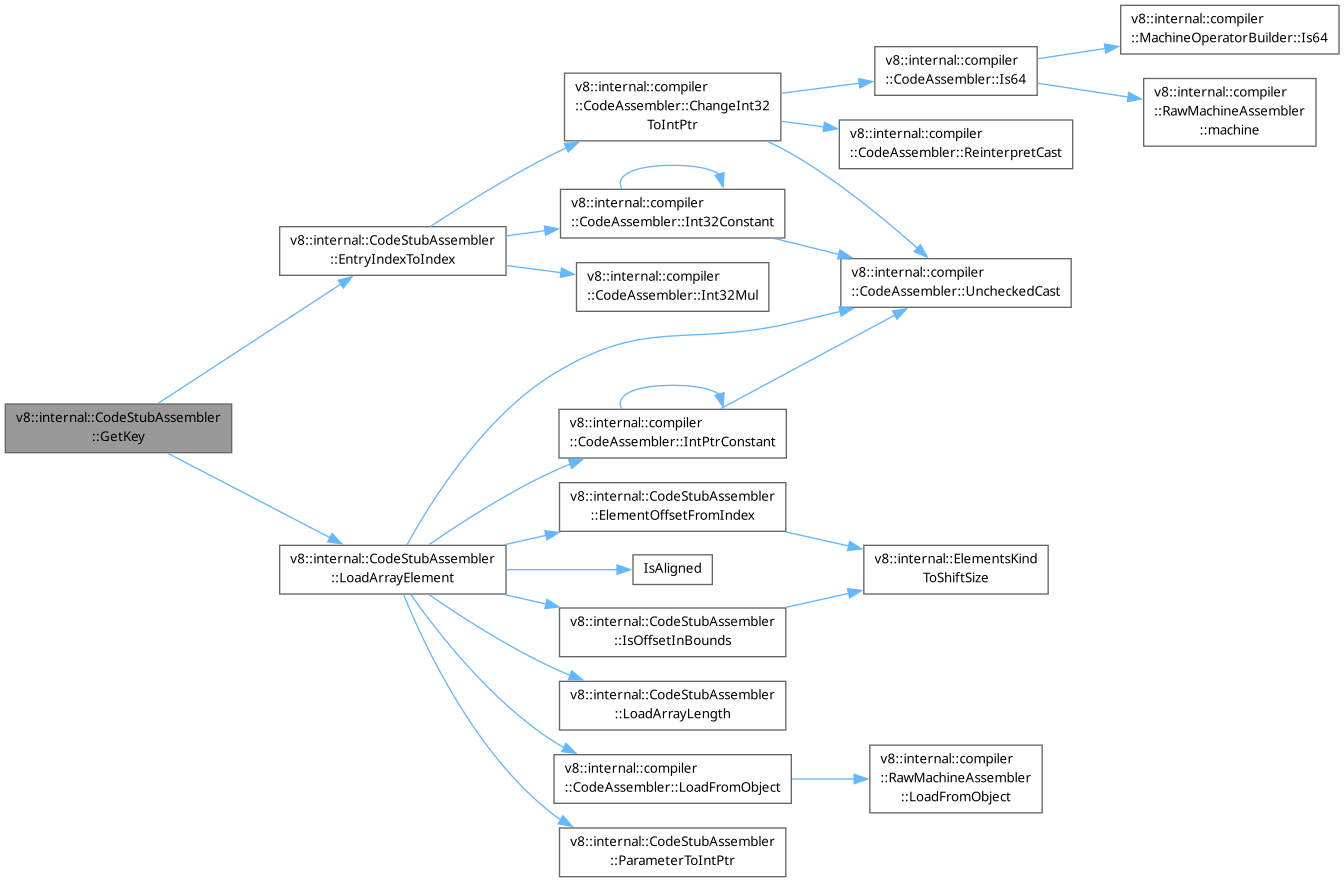 v8::internal::CodeStubAssembler
::GetKey
v8::internal::CodeStubAssembler
::EntryIndexToIndex
v8::internal::compiler
::CodeAssembler::ChangeInt32
ToIntPtr
v8::internal::compiler
::CodeAssembler::Is64
v8::internal::compiler
::MachineOperatorBuilder::Is64
v8::internal::compiler
::RawMachineAssembler
::machine
v8::internal::compiler
::CodeAssembler::ReinterpretCast
v8::internal::compiler
::CodeAssembler::UncheckedCast
v8::internal::compiler
::CodeAssembler::Int32Constant
v8::internal::compiler
::CodeAssembler::Int32Mul
v8::internal::CodeStubAssembler
::LoadArrayElement
v8::internal::compiler
::CodeAssembler::IntPtrConstant
v8::internal::CodeStubAssembler
::ElementOffsetFromIndex
v8::internal::ElementsKind
ToShiftSize
IsAligned
v8::internal::CodeStubAssembler
::IsOffsetInBounds
v8::internal::CodeStubAssembler
::LoadArrayLength
v8::internal::compiler
::CodeAssembler::LoadFromObject
v8::internal::compiler
::RawMachineAssembler
::LoadFromObject
v8::internal::CodeStubAssembler
::ParameterToIntPtr